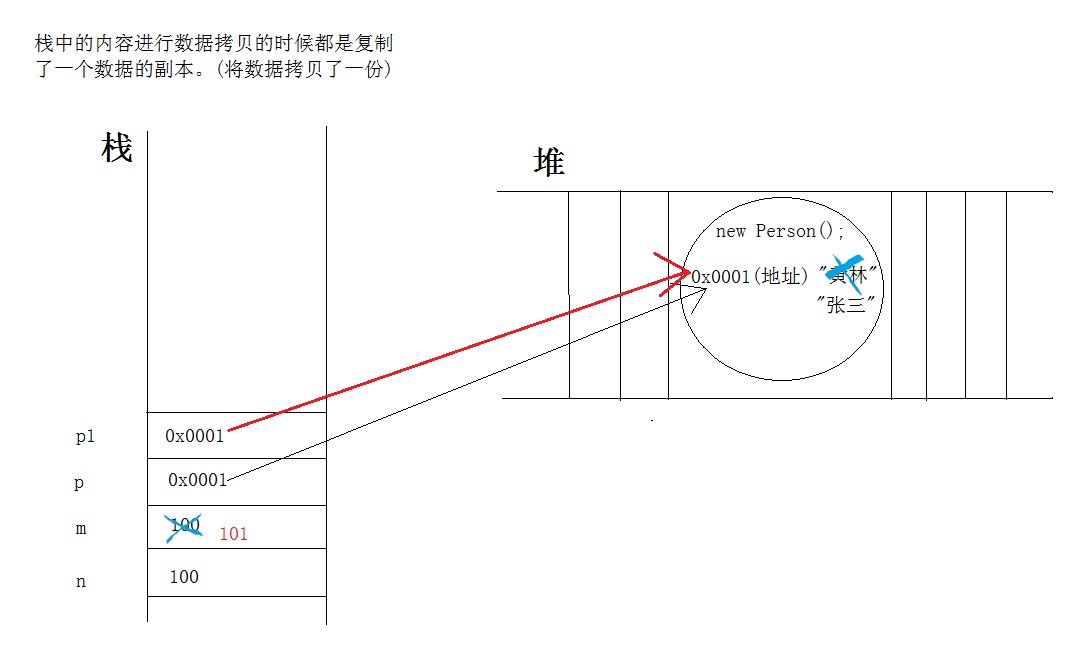 栈中的内容进行数据拷贝的时候都是复制
了一个数据的副本。(将数据拷贝了一份)
栈
堆
new Person();
0x0001(地址) "黄林"
"张三"
p1 0x0001
p 0x0001
m 100 101
n 100